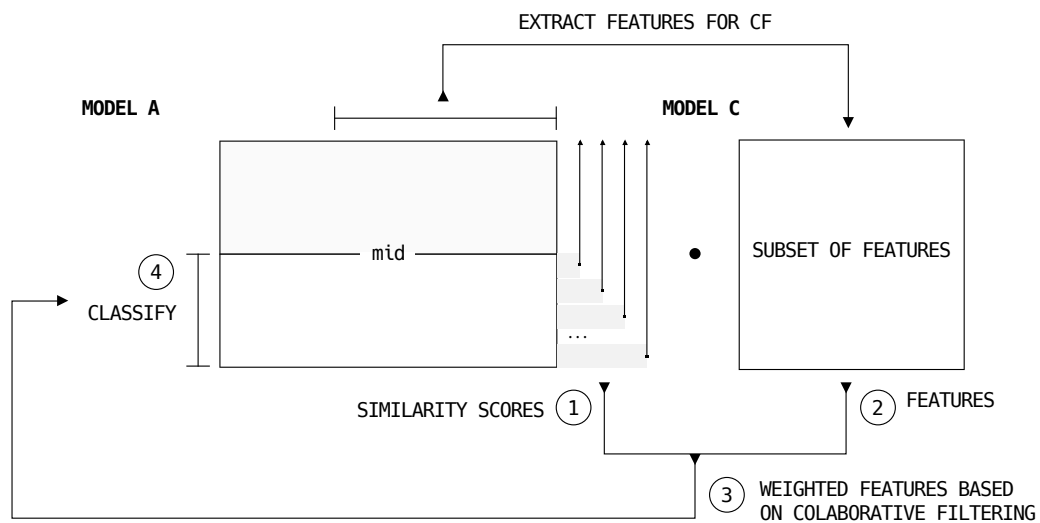 EXTRACT FEATURES FOR CF
MODEL A
MODEL C
mid
SUBSET OF FEATURES
4
CLASSIFY
...
SIMILARITY SCORES 1
2 FEATURES
3 WEIGHTED FEATURES BASED
ON COLABORATIVE FILTERING